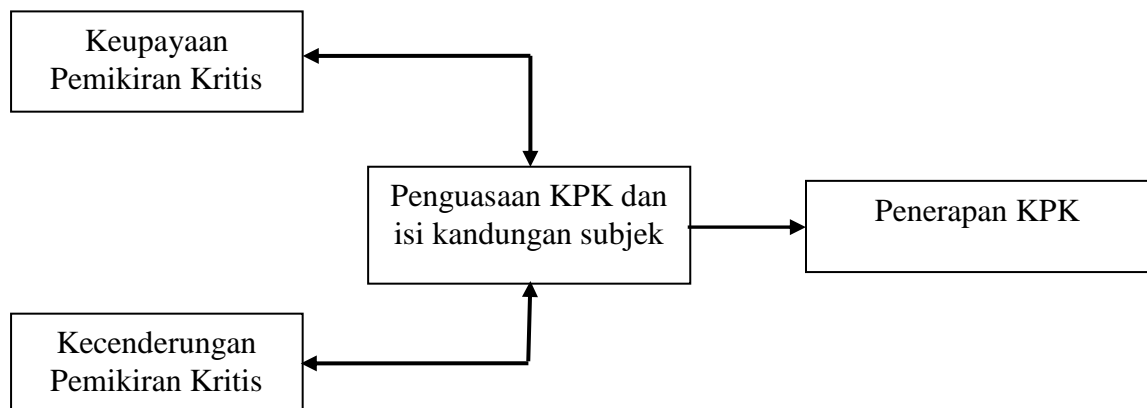 Keupayaan
Pemikiran Kritis
Penguasaan KPK dan
isi kandungan subjek
Penerapan KPK
Kecenderungan
Pemikiran Kritis